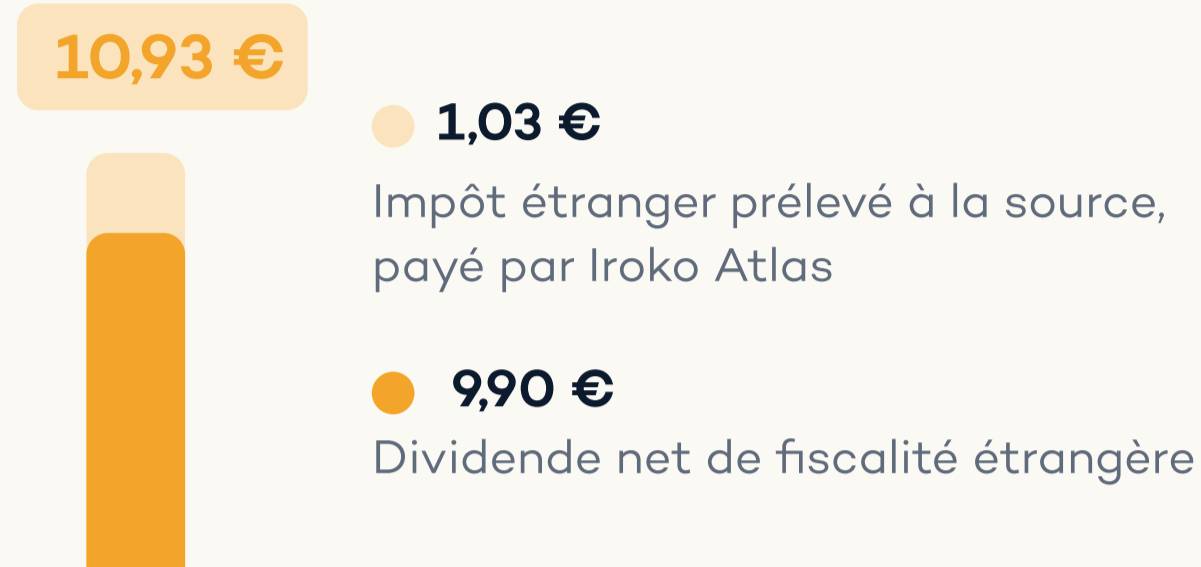 10,93 €
1,03 €
Impôt étranger prélevé à la source,
payé par Iroko Atlas
9,90 €
Dividende net de fiscalité étrangère